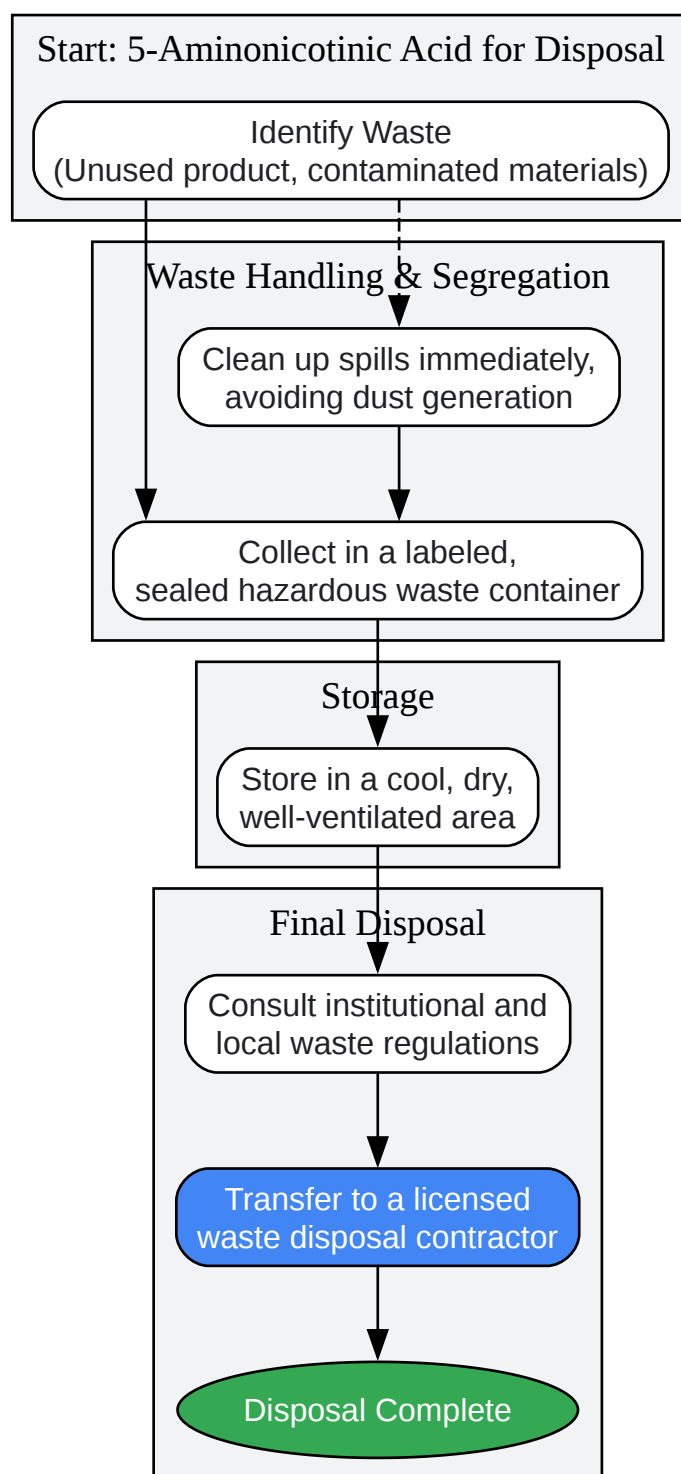 Start: 5-Aminonicotinic Acid for Disposal
Identify Waste
(Unused product, contaminated materials)
Waste Handling & Segregation
Clean up spills immediately,
avoiding dust generation
Collect in a labeled,
sealed hazardous waste container
Storage
Store in a cool, dry,
well-ventilated area
Final Disposal
Consult institutional and
local waste regulations
Transfer to a licensed
waste disposal contractor
Disposal Complete